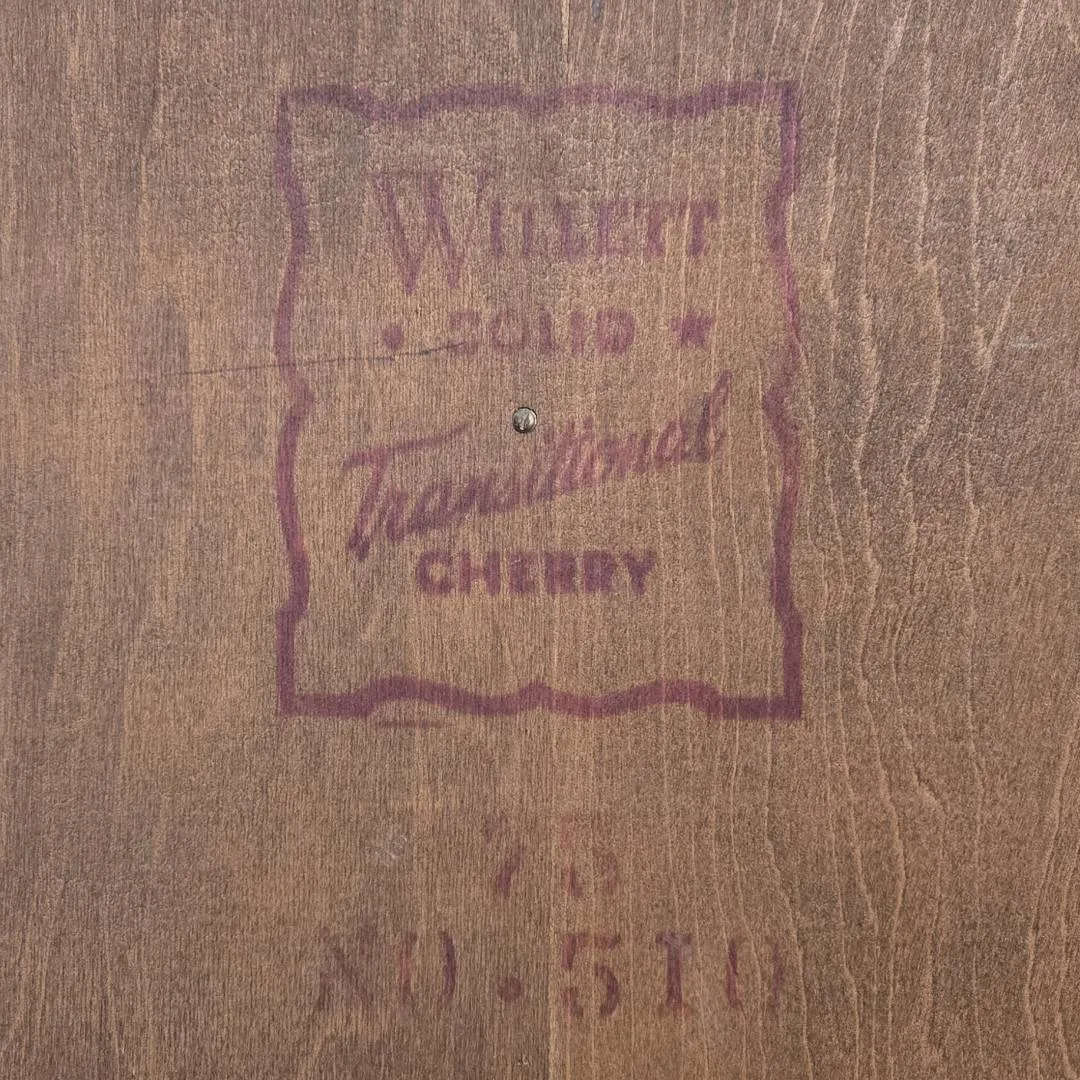 WILLETT
• SOLID ★
Transitional
CHERRY
NO. 510